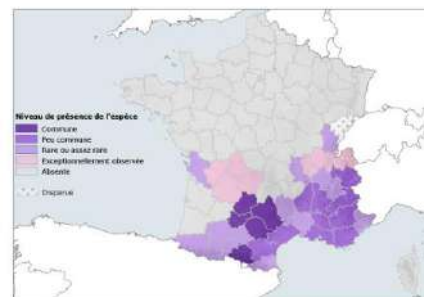 Niveau de présence de l'espèce
Commune
Peu commune
Rare ou assez rare
Exceptionnellement observée
Absente
Disparue